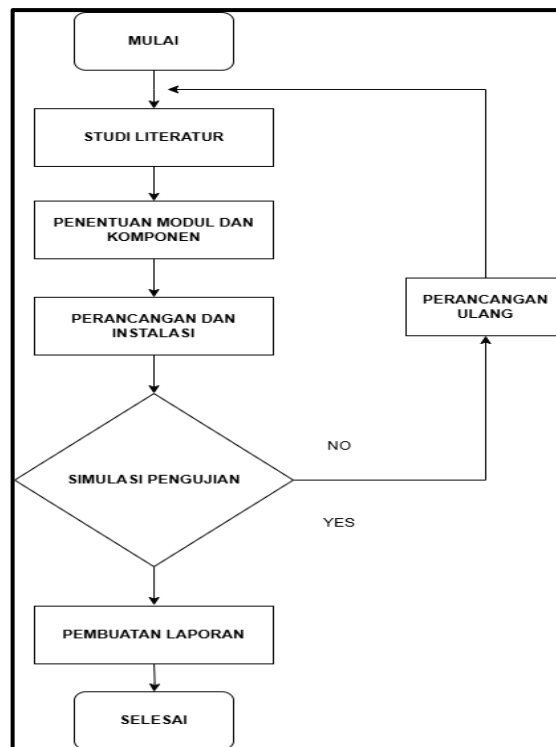 MULAI
STUDI LITERATUR
PENENTUAN MODUL DAN
KOMPONEN
PERANCANGAN DAN
INSTALASI
PERANCANGAN
ULANG
NO
SIMULASI PENGUJIAN
YES
PEMBUATAN LAPORAN
SELESAI